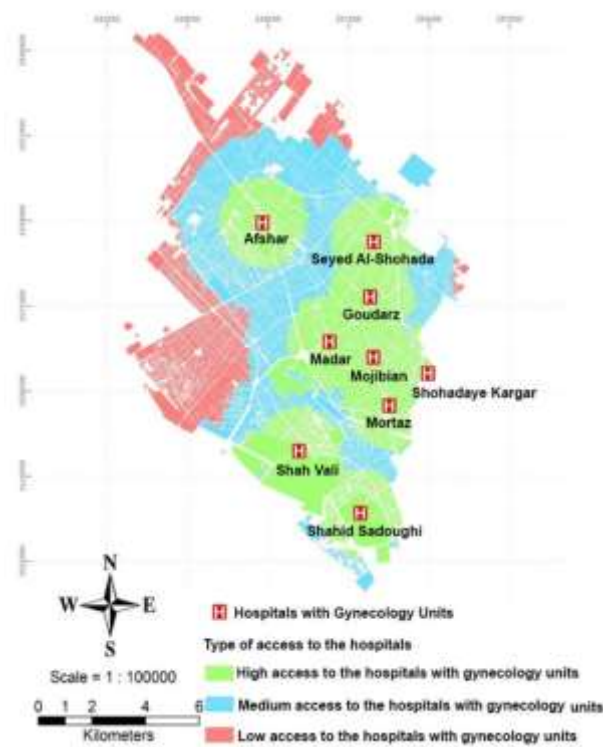 Afshar
Seyed Al-Shohada
Goudarz
Madar
Mojibian
Shohadaye Kargar
Mortaz
Shah Vali
Shahid Sadoughi
N
W E
S
H Hospitals with Gynecology Units
Type of access to the hospitals
High access to the hospitals with gynecology units
Medium access to the hospitals with gynecology units
Low access to the hospitals with gynecology units
Scale = 1 : 100000
0 1 2 4 6
Kilometers